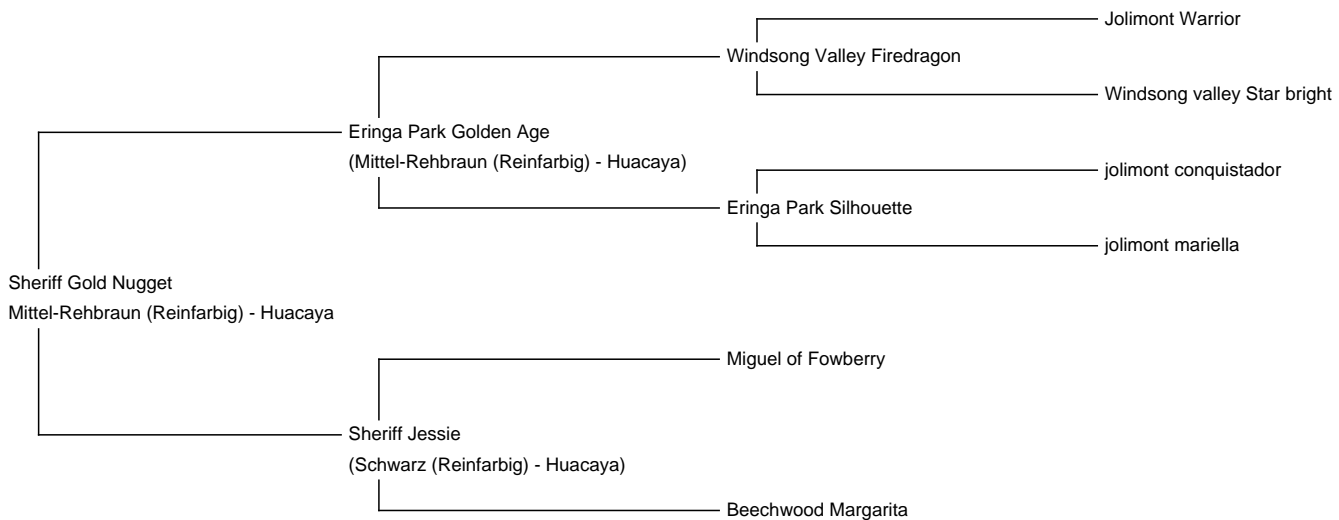 Jolimont Warrior
Windsong Valley Firedragon
Windsong valley Star bright
Eringa Park Golden Age
(Mittel-Rehbraun (Reinfarbig) - Huacaya)
jolimont conquistador
Eringa Park Silhouette
jolimont mariella
Sheriff Gold Nugget
Mittel-Rehbraun (Reinfarbig) - Huacaya
Miguel of Fowberry
Sheriff Jessie
(Schwarz (Reinfarbig) - Huacaya)
Beechwood Margarita